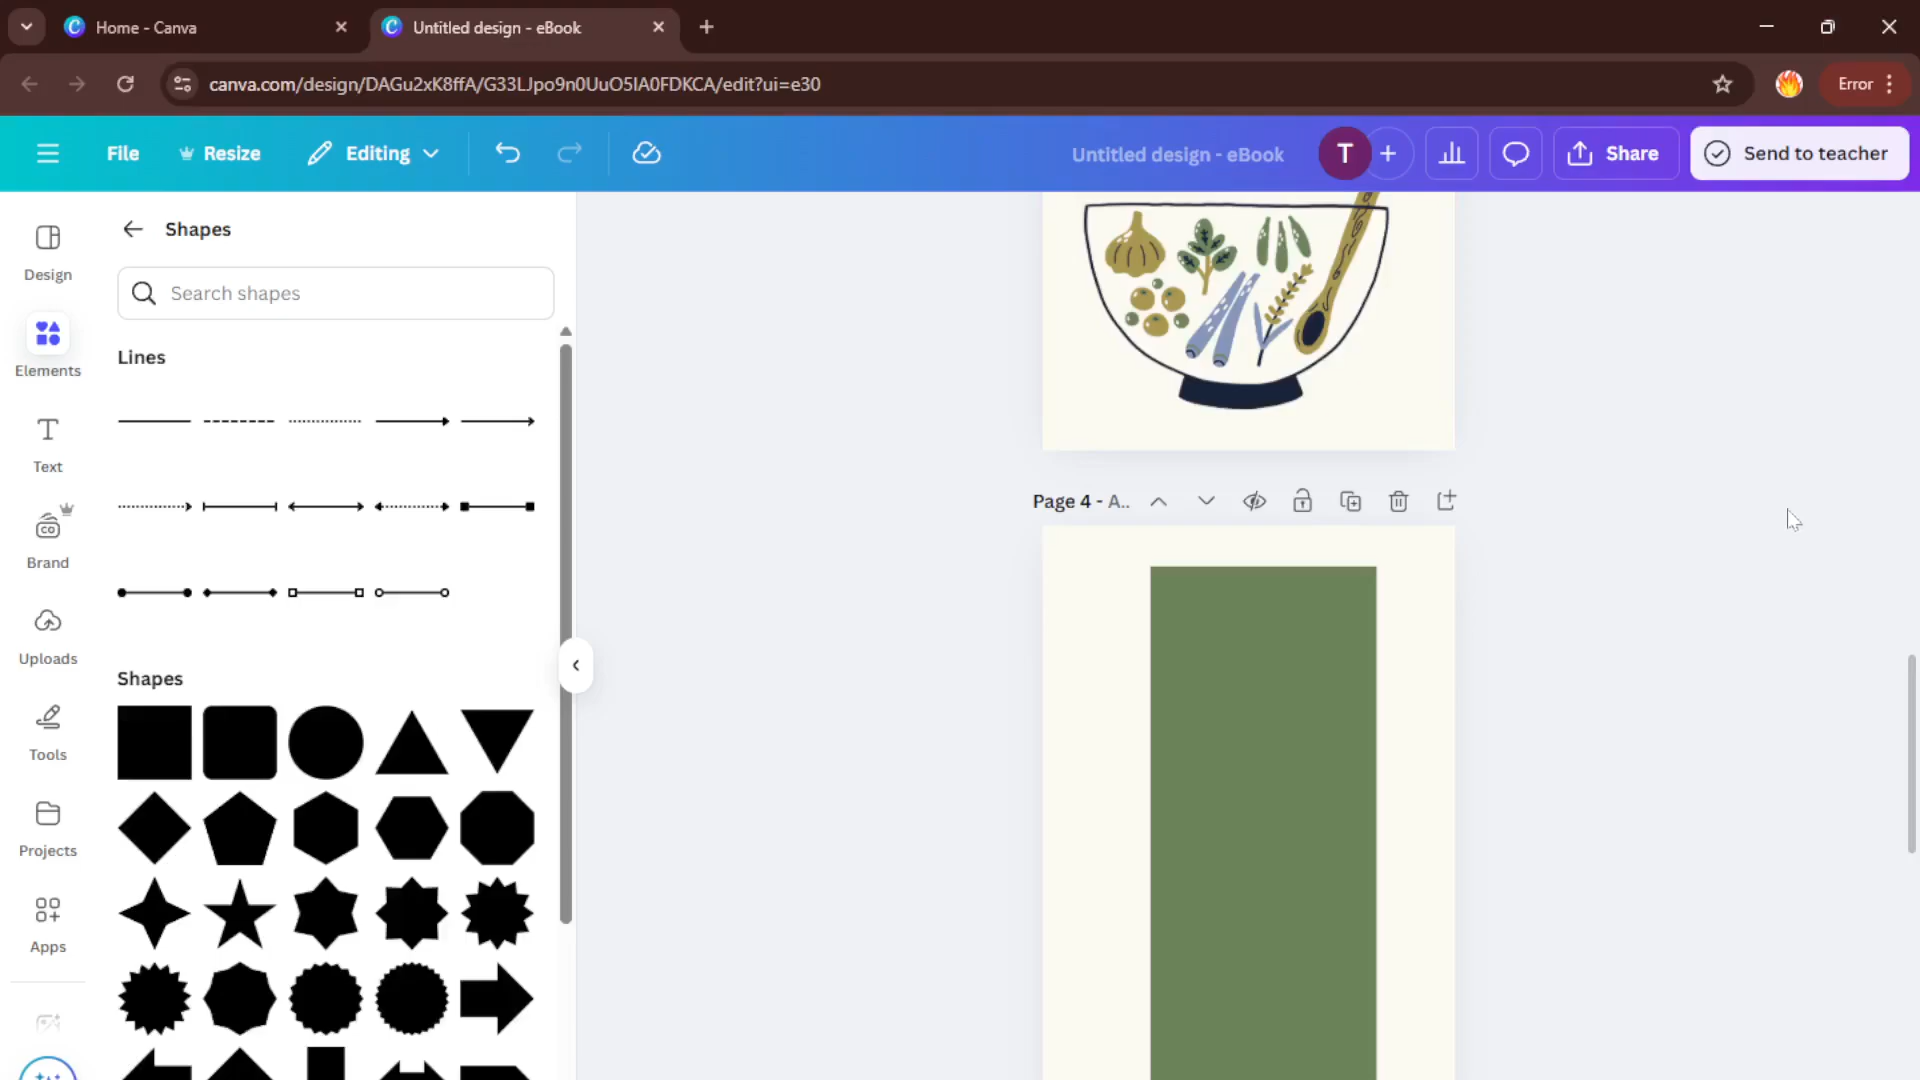 Home - Canva
Untitled design - eBook
canva.com/design/DAGu2xK8ffA/G33LJpo9n0UuO5IA0FDKCA/edit?ui=e30
Error
File
Resize
Editing
Untitled design - eBook
T
Share
Send to teacher
Design
Elements
Text
Brand
Uploads
Tools
Projects
Apps
Shapes
Search shapes
Lines
Shapes
Page 4 - A..